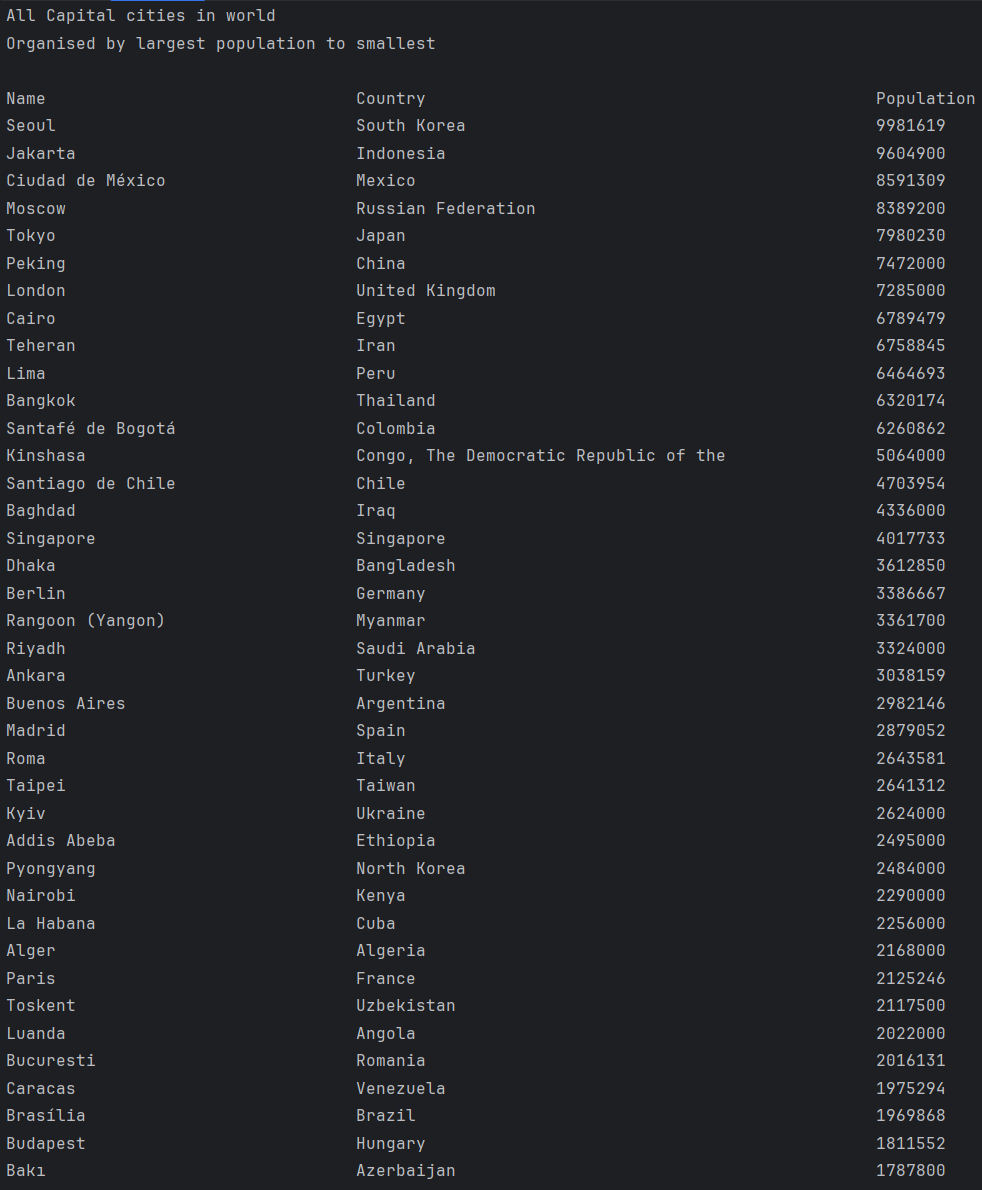 All Capital cities in world
Organised by largest population to smallest
Name Country Population
Seoul South Korea 9981619
Jakarta Indonesia 9604900
Ciudad de México Mexico 8591309
Moscow Russian Federation 8389200
Tokyo Japan 7980230
Peking China 7472000
London United Kingdom 7285000
Cairo Egypt 6789479
Teheran Iran 6758845
Lima Peru 6464693
Bangkok Thailand 6320174
Santafé de Bogotá Colombia 6260862
Kinshasa Congo, The Democratic Republic of the 5064000
Santiago de Chile Chile 4703954
Baghdad Iraq 4336000
Singapore Singapore 4017733
Dhaka Bangladesh 3612850
Berlin Germany 3386667
Rangoon (Yangon) Myanmar 3361700
Riyadh Saudi Arabia 3324000
Ankara Turkey 3038159
Buenos Aires Argentina 2982146
Madrid Spain 2879052
Roma Italy 2643581
Taipei Taiwan 2641312
Kyiv Ukraine 2624000
Addis Abeba Ethiopia 2495000
Pyongyang North Korea 2484000
Nairobi Kenya 2290000
La Habana Cuba 2256000
Alger Algeria 2168000
Paris France 2125246
Toskent Uzbekistan 2117500
Luanda Angola 2022000
Bucuresti Romania 2016131
Caracas Venezuela 1975294
Brasília Brazil 1969868
Budapest Hungary 1811552
Bakı Azerbaijan 1787800